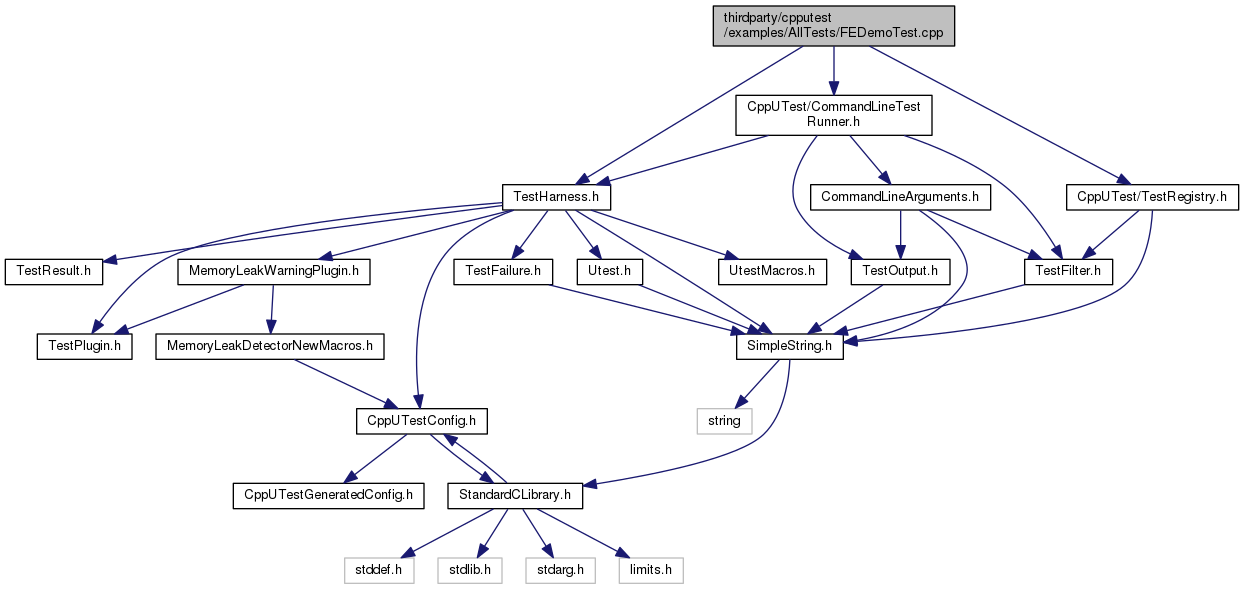 thirdparty/cpputest
/examples/AllTests/FEDemoTest.cpp
CppUTest/CommandLineTest
Runner.h
TestHarness.h
CommandLineArguments.h
CppUTest/TestRegistry.h
TestResult.h
MemoryLeakWarningPlugin.h
TestFailure.h
Utest.h
UtestMacros.h
TestOutput.h
TestFilter.h
TestPlugin.h
MemoryLeakDetectorNewMacros.h
SimpleString.h
CppUTestConfig.h
string
CppUTestGeneratedConfig.h
StandardCLibrary.h
stddef.h
stdlib.h
stdarg.h
limits.h